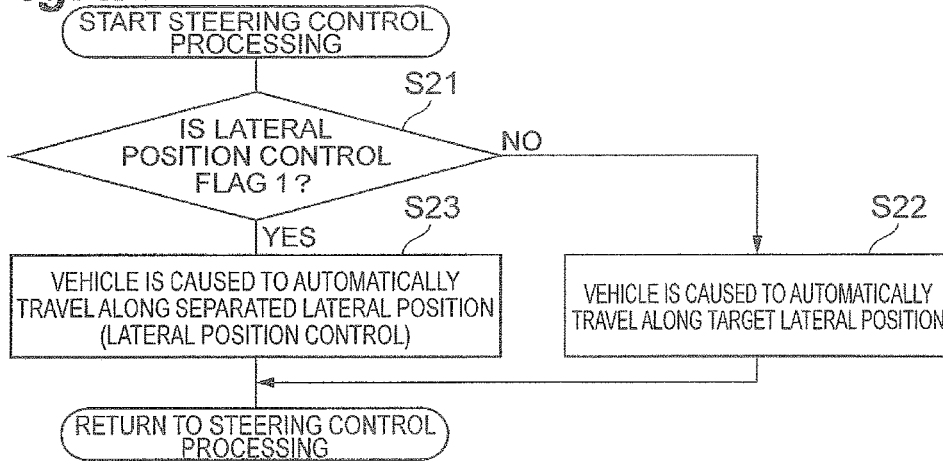 START STEERING CONTROL
PROCESSING
S21
IS LATERAL
POSITION CONTROL
FLAG 1?
NO
S23
S22
YES
VEHICLE IS CAUSED TO AUTOMATICALLY
TRAVEL ALONG SEPARATED LATERAL POSITION
(LATERAL POSITION CONTROL)
VEHICLE IS CAUSED TO AUTOMATICALLY
TRAVEL ALONG TARGET LATERAL POSITION
RETURN TO STEERING CONTROL
PROCESSING